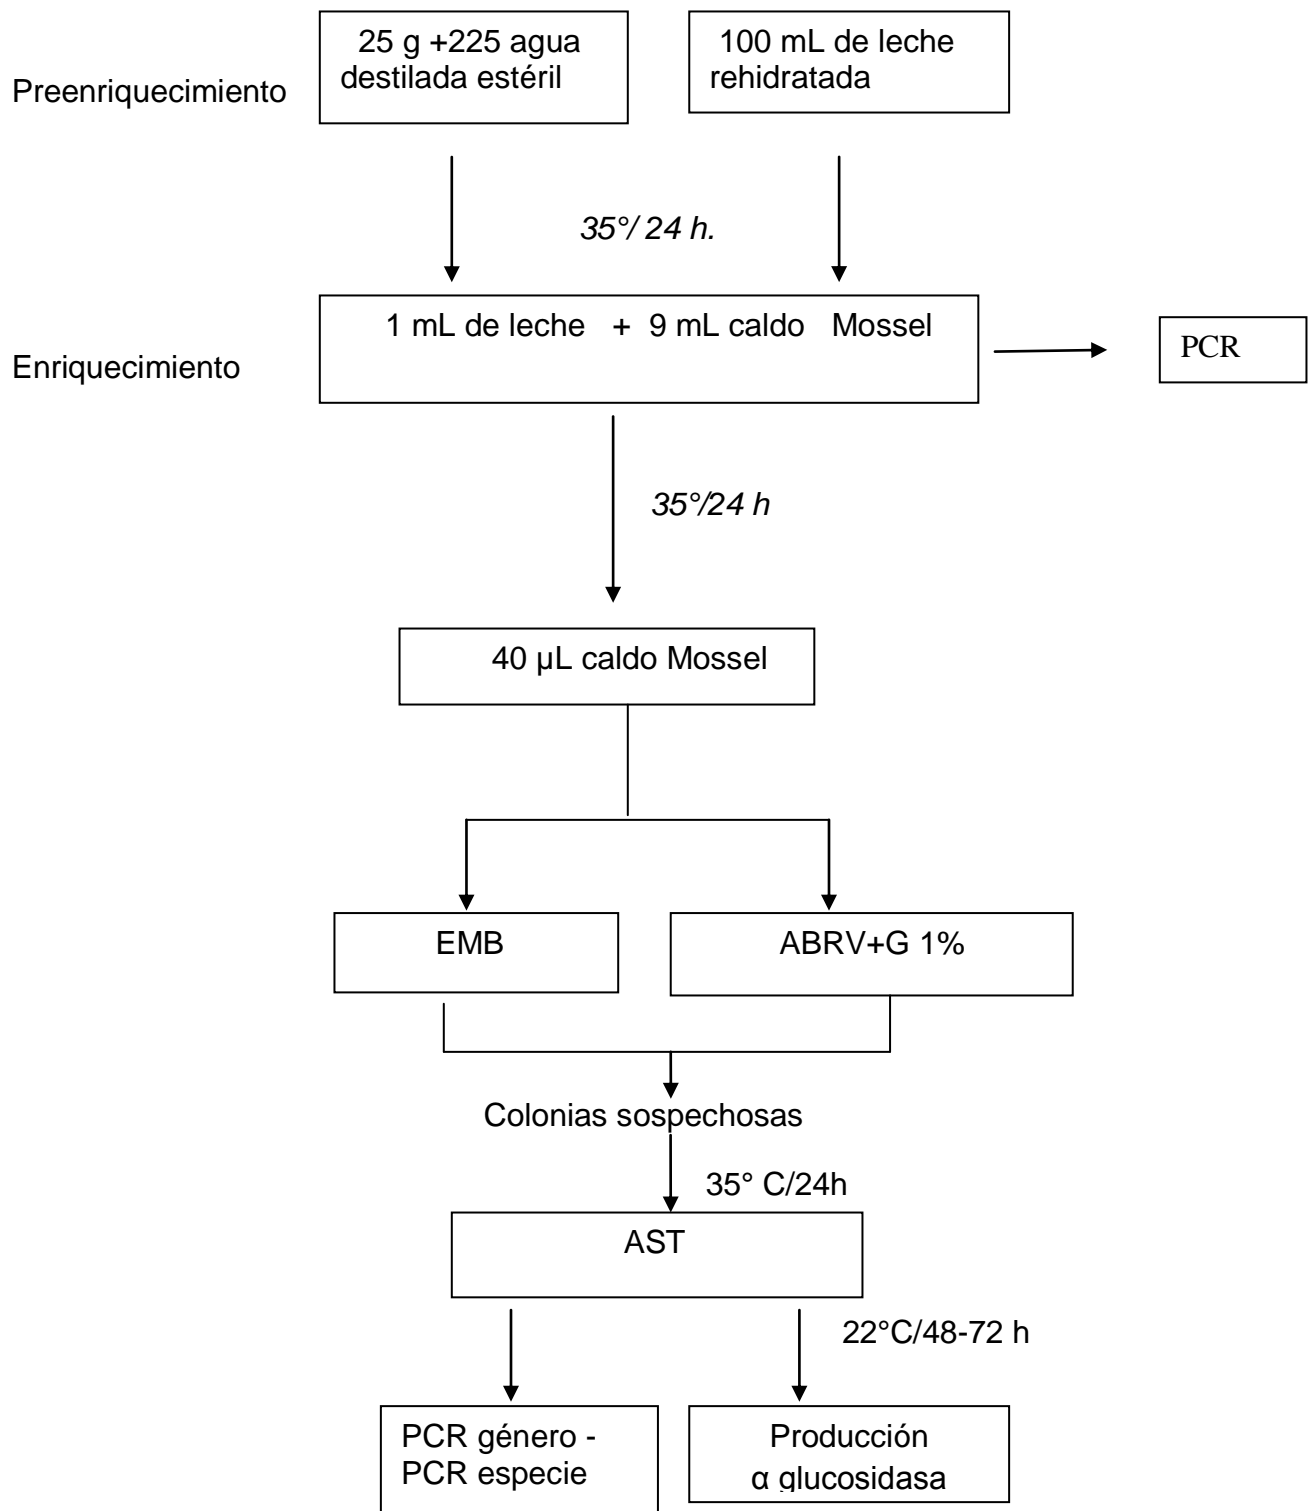 25 g +225 agua
destilada estéril
100 mL de leche
rehidratada
Preenriquecimiento
35°/ 24 h.
1 mL de leche + 9 mL caldo Mossel
PCR
Enriquecimiento
35°/24 h
40 µL caldo Mossel
EMB
ABRV+G 1%
Colonias sospechosas
35° C/24h
AST
22°C/48-72 h
PCR género -
PCR especie
Producción
α glucosidasa